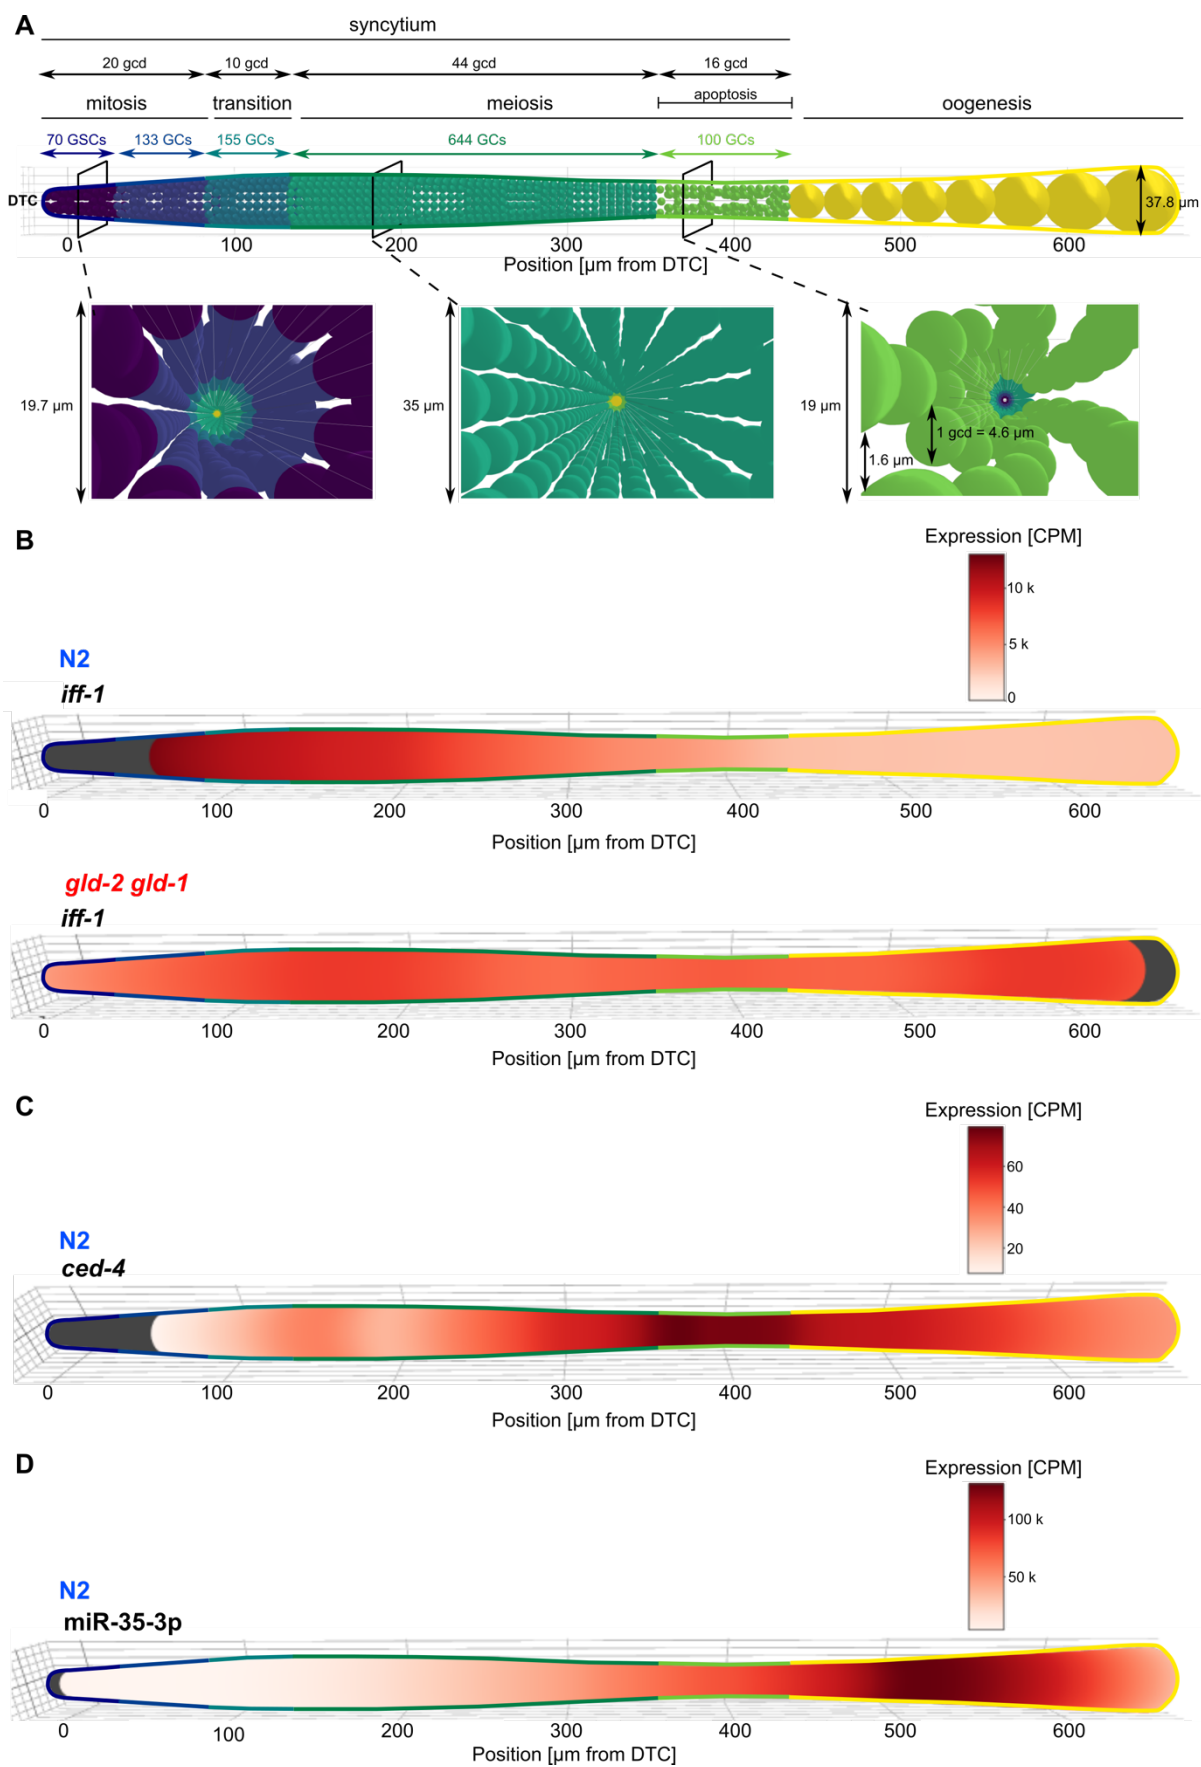 A
syncytium
20 gcd 10 gcd 44 gcd 16 gcd
mitosis transition meiosis apoptosis oogenesis
70 GSCs 133 GCs 155 GCs 644 GCs 100 GCs
DTC 37.8 µm
0 100 200 300 400 500 600
Position [µm from DTC]
19.7 µm 35 µm 19 µm 1 gcd = 4.6 µm
1.6 µm
B
Expression [CPM]
10 k
5 k
0
N2
iff-1
0 100 200 300 400 500 600
Position [µm from DTC]
gld-2 gld-1
iff-1
0 100 200 300 400 500 600
Position [µm from DTC]
C
Expression [CPM]
60
40
20
N2
ced-4
0 100 200 300 400 500 600
Position [µm from DTC]
D
Expression [CPM]
100 k
50 k
N2
miR-35-3p
0 100 200 300 400 500 600
Position [µm from DTC]